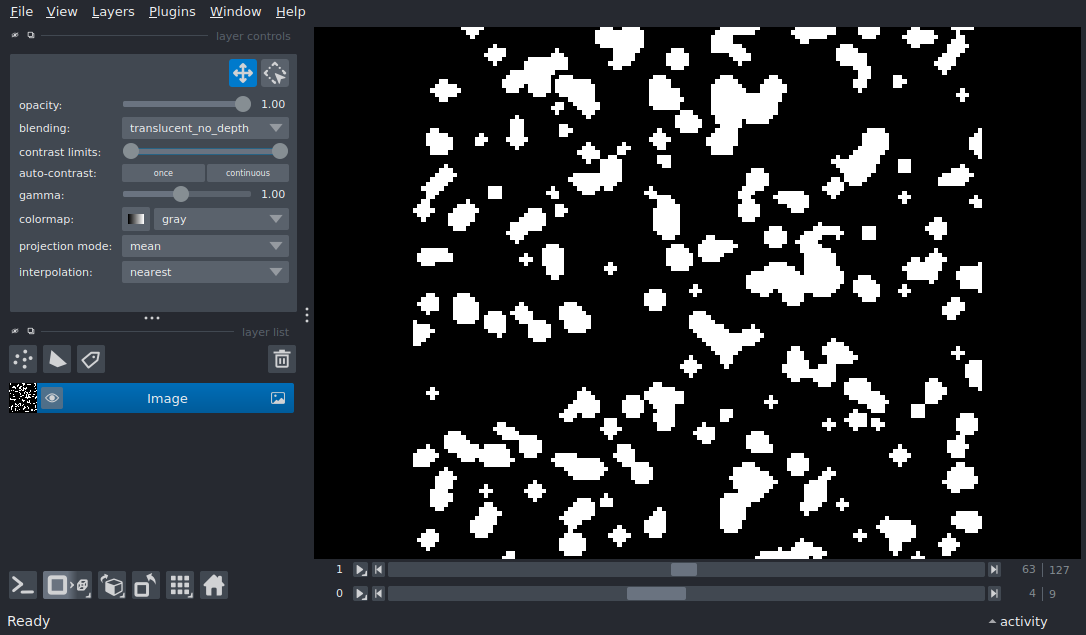 File View Layers Plugins Window Help
layer controls
opacity: 1.00
blending: translucent_no_depth
contrast limits:
auto-contrast: once continuous
gamma: 1.00
colormap: gray
projection mode: mean
interpolation: nearest
layer list
Image
1 63 127
0 4 9
Ready activity